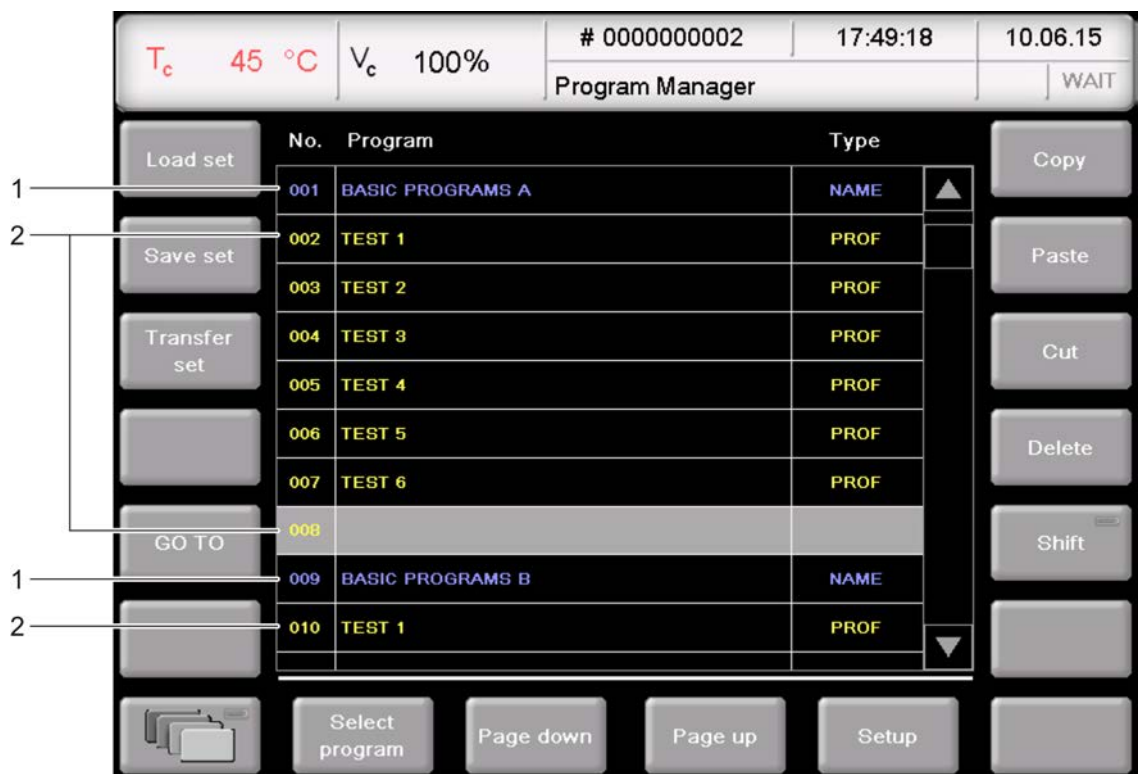 T c 45 °C V c 100% # 0000000002 17:49:18 10.06.15
Program Manager WAIT
Load set
No. Program Type
Copy
1
001 BASIC PROGRAMS A NAME
2
002 TEST 1 PROF
Save set
Paste
003 TEST 2 PROF
Transfer
set
004 TEST 3 PROF
Cut
005 TEST 4 PROF
006 TEST 5 PROF
Delete
007 TEST 6 PROF
008
GO TO
Shift
1
009 BASIC PROGRAMS B NAME
2
010 TEST 1 PROF
Select
program
Page down
Page up
Setup